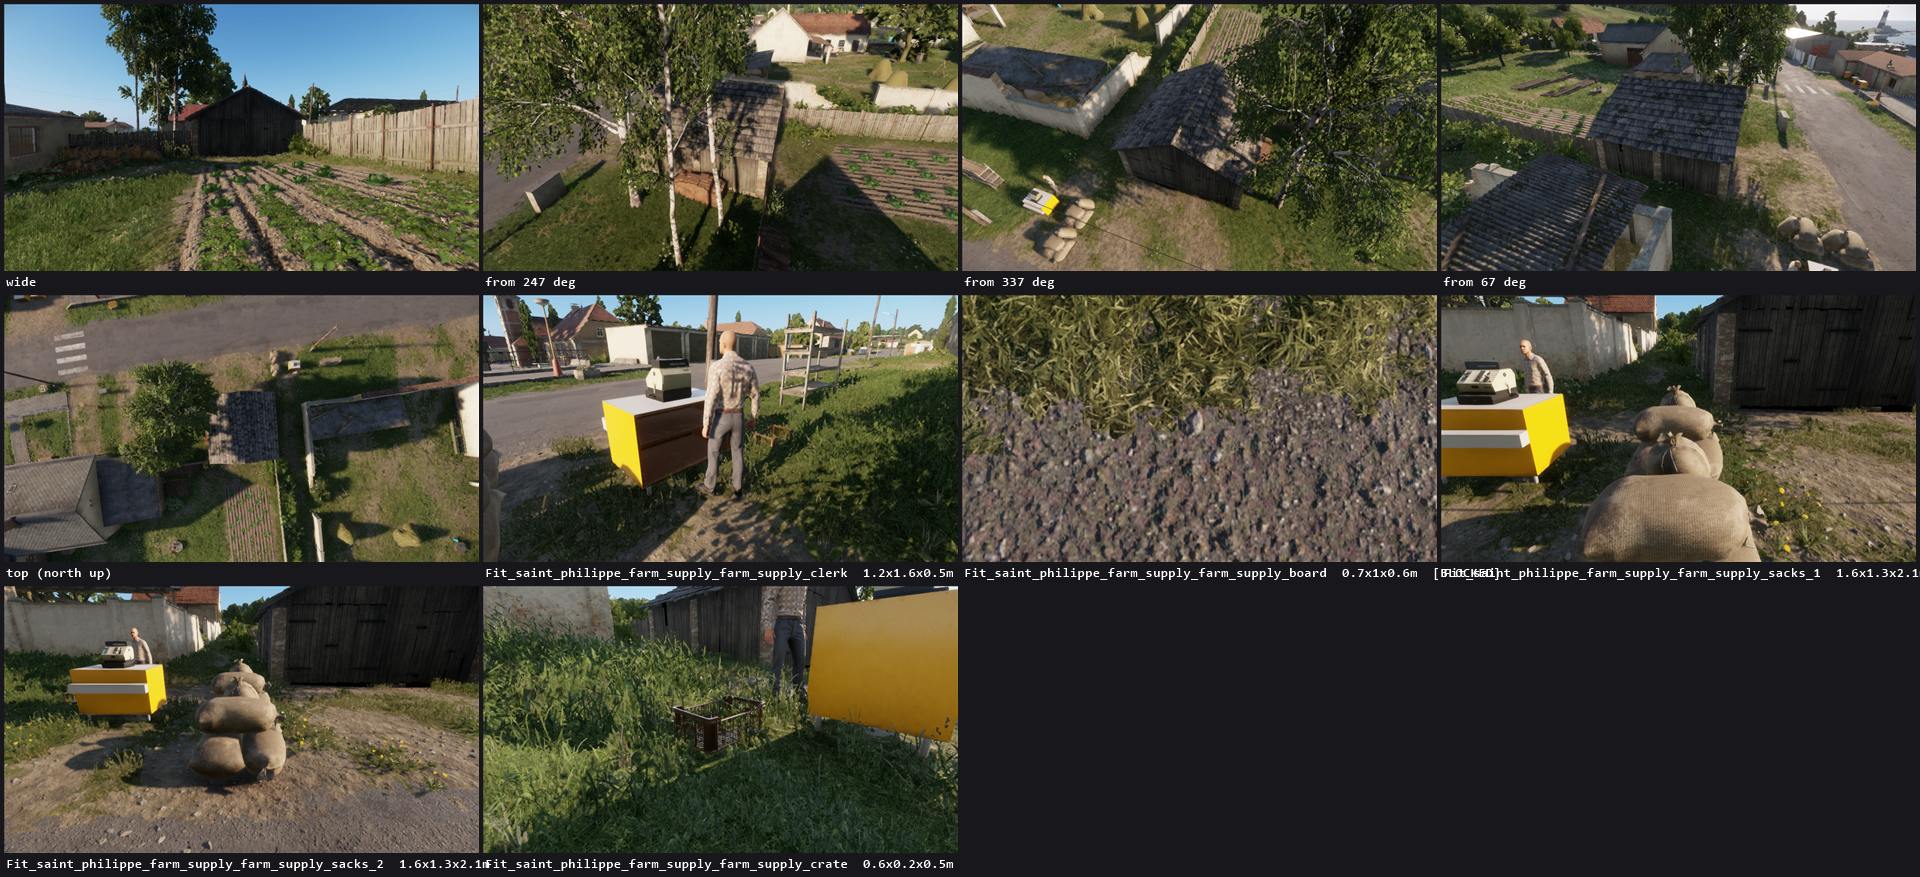 wide
from 247 deg
from 337 deg
from 67 deg
top (north up)
Fit_saint_philippe_farm_supply_farm_supply_clerk 1.2x1.6x0.5m
Fit_saint_philippe_farm_supply_farm_supply_board 0.7x1x0.6m
Fit_saint_philippe_farm_supply_farm_supply_sacks_1 1.6x1.3x2.1
Fit_saint_philippe_farm_supply_farm_supply_sacks_2 1.6x1.3x2.1m
Fit_saint_philippe_farm_supply_farm_supply_crate 0.6x0.2x0.5m